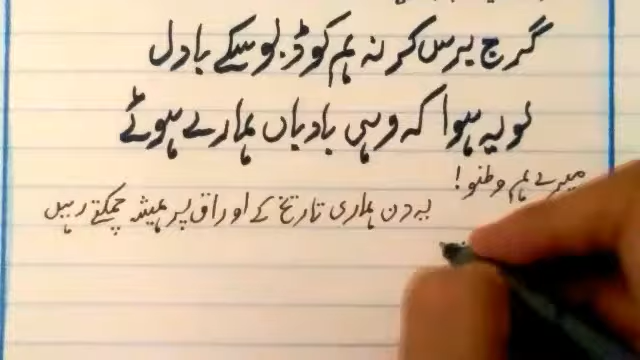 گرج برس کر نہ ہم کو ڈبو سکے بادل
تو یہ ہوا کہ وہی بادباں ہمارے ہوئے
میرے ہم وطنو!
یہ دن ہماری تاریخ کے اوراق پر ہمیشہ چمکتے رہیں